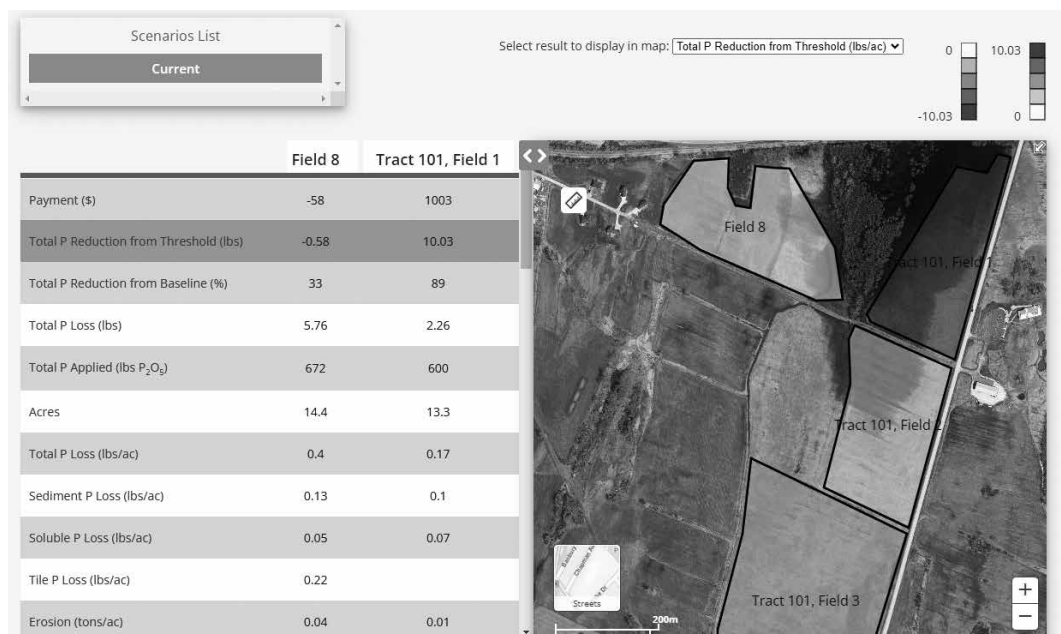 Scenarios List
Current
Select result to display in map: Total P Reduction from Threshold (lbs/ac)
0 10.03
-10.03 0
Field 8 Tract 101, Field 1
Payment ($) -58 1003
Total P Reduction from Threshold (lbs) -0.58 10.03
Total P Reduction from Baseline (%) 33 89
Total P Loss (lbs) 5.76 2.26
Total P Applied (lbs P₂O₅) 672 600
Acres 14.4 13.3
Total P Loss (lbs/ac) 0.4 0.17
Sediment P Loss (lbs/ac) 0.13 0.1
Soluble P Loss (lbs/ac) 0.05 0.07
Tile P Loss (lbs/ac) 0.22
Erosion (tons/ac) 0.04 0.01
Field 8
Tract 101, Field 1
Tract 101, Field 2
Tract 101, Field 3
Streets
200m
+
−